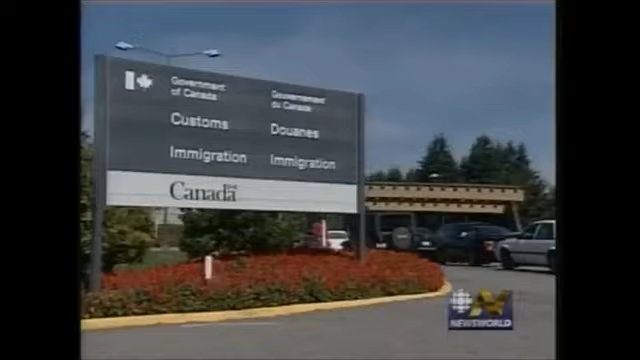 Government
of Canada
Customs
Immigration
Gouvernement
du Canada
Douanes
Immigration
Canada
NEWSWORLD